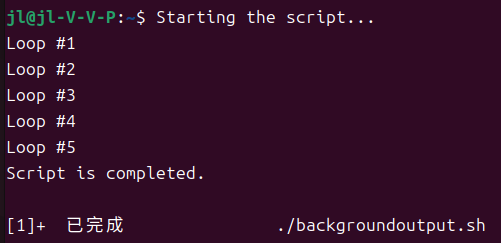 jl@jl-V-V-P:~$ Starting the script...
Loop #1
Loop #2
Loop #3
Loop #4
Loop #5
Script is completed.
[1]+  已完成               ./backgroundoutput.sh